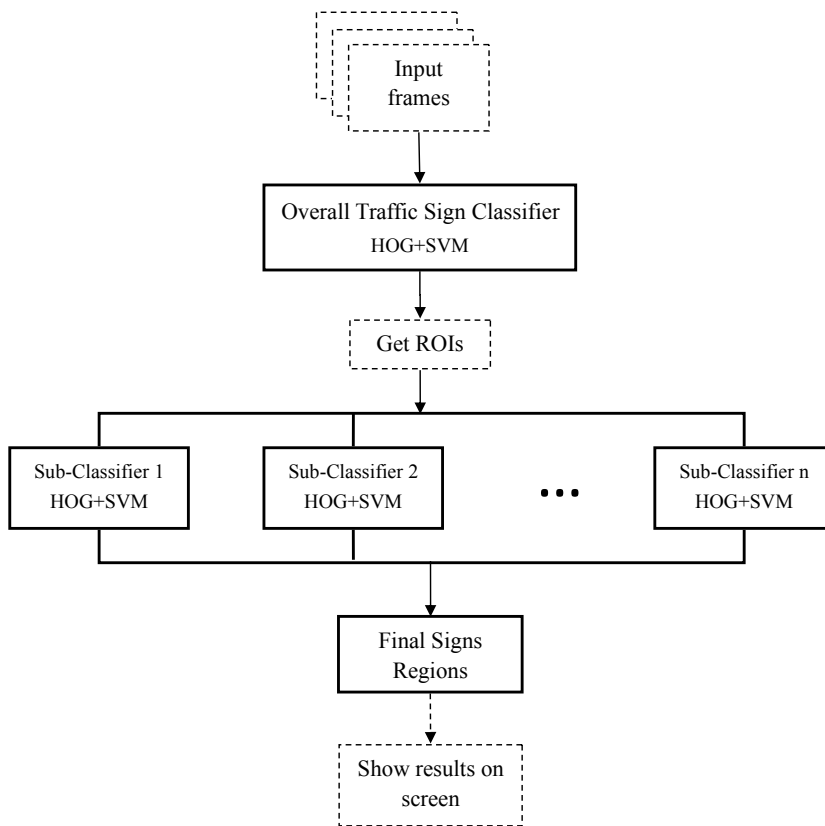 Input
frames
Overall Traffic Sign Classifier
HOG+SVM
Get ROIs
Sub-Classifier 1
HOG+SVM
Sub-Classifier 2
HOG+SVM
...
Sub-Classifier n
HOG+SVM
Final Signs
Regions
Show results on
screen